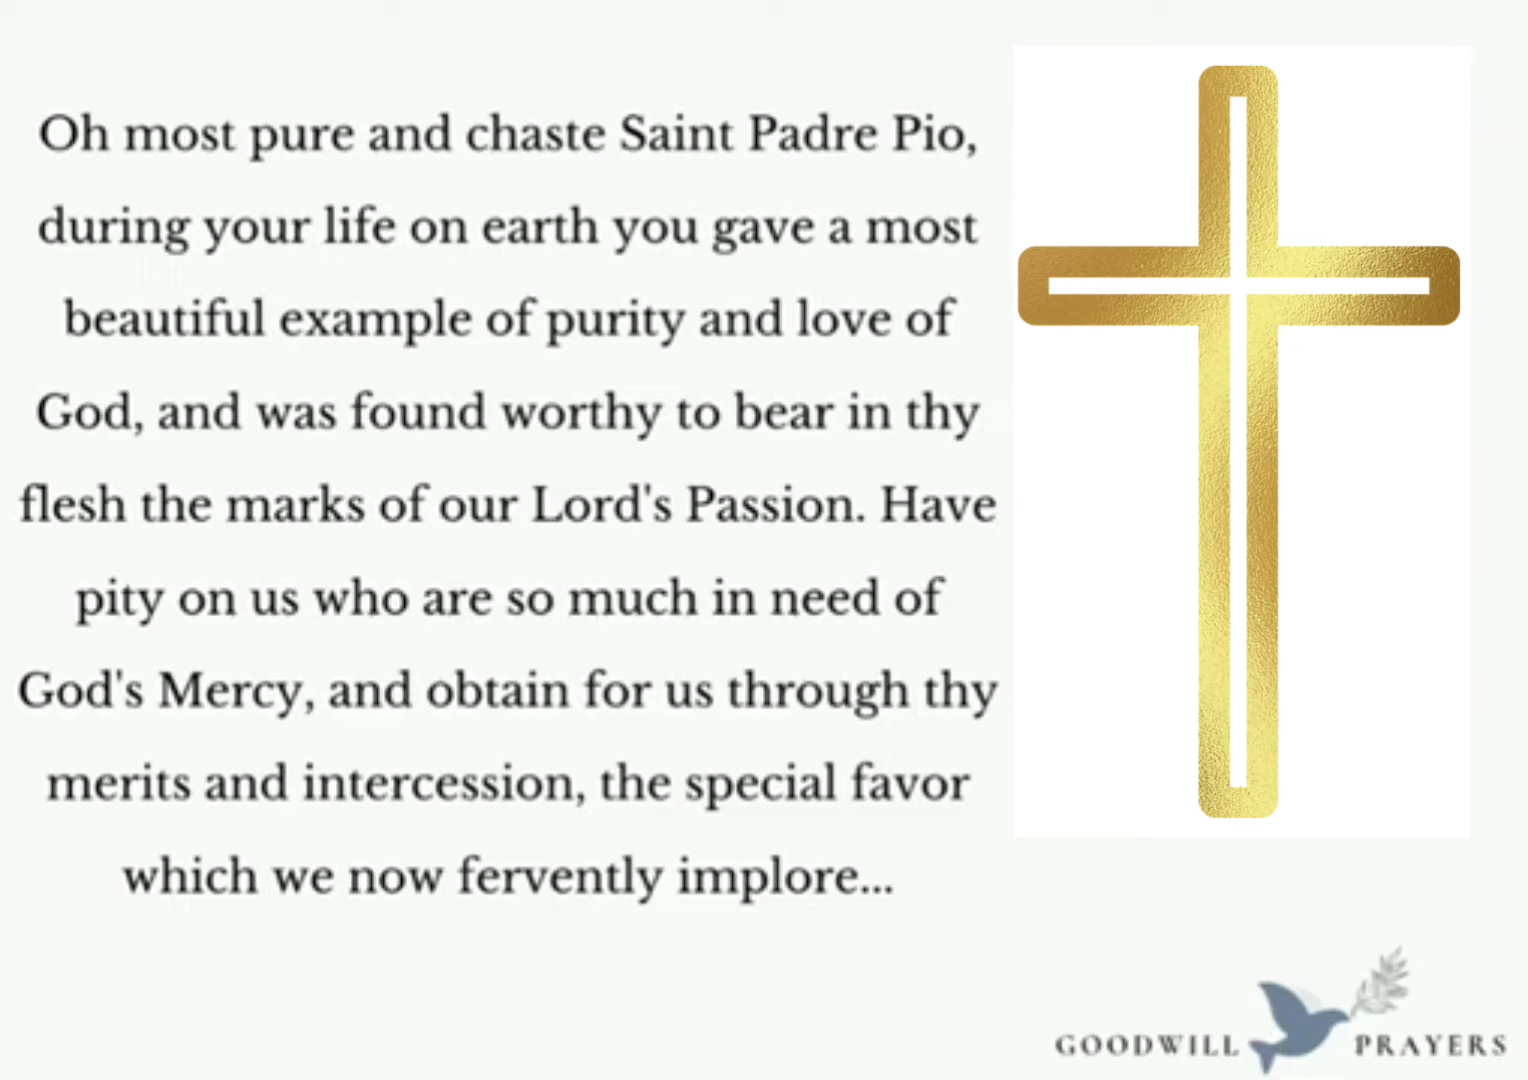 Oh most pure and chaste Saint Padre Pio,
during your life on earth you gave a most
beautiful example of purity and love of
God, and was found worthy to bear in thy
flesh the marks of our Lord's Passion. Have
pity on us who are so much in need of
God's Mercy, and obtain for us through thy
merits and intercession, the special favor
which we now fervently implore...
GOODWILL PRAYERS